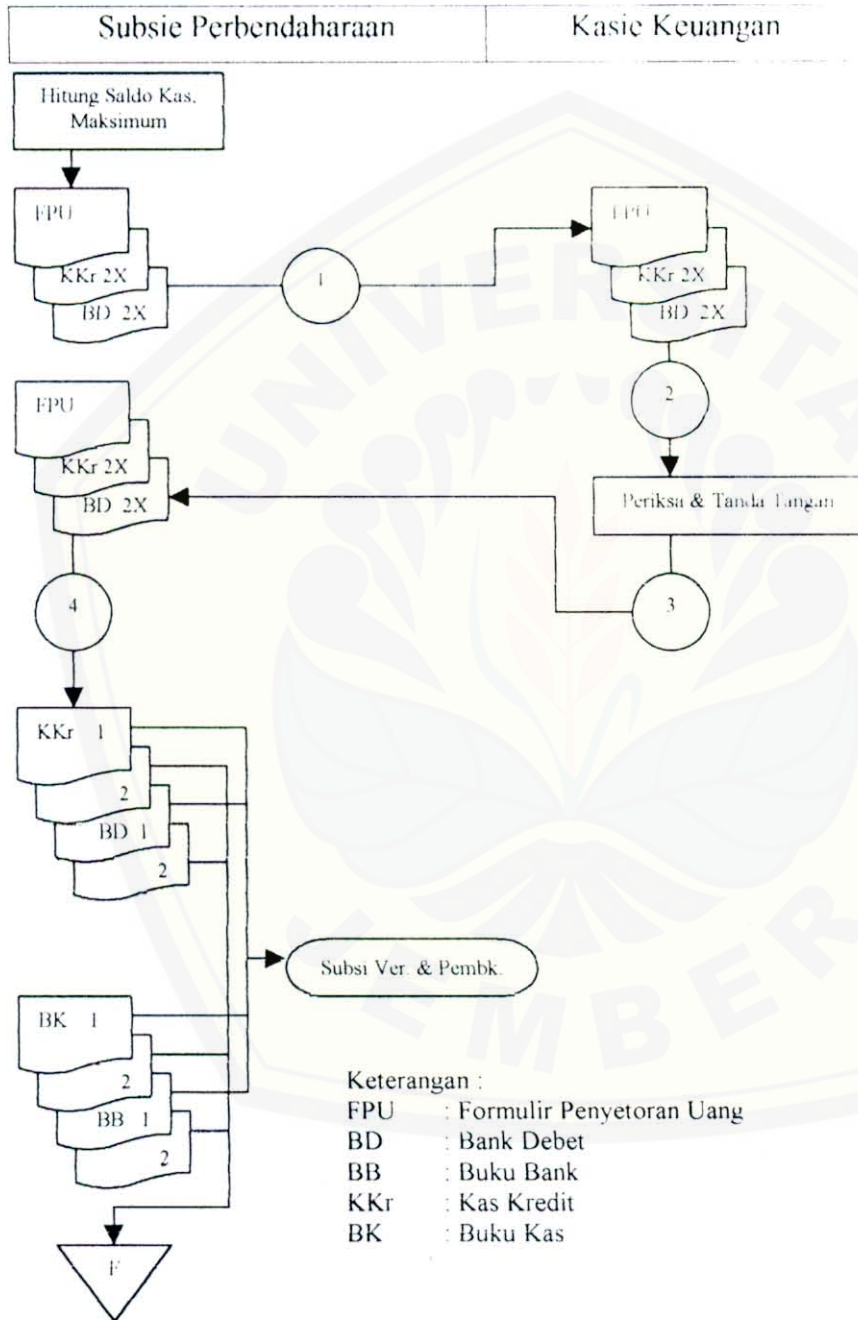 Subsie Perbendaharaan
Kasie Keuangan
Hitung Saldo Kas.
Maksimum
FPU
KKr 2X
BD 2X
1
FPU
KKr 2X
BD 2X
2
FPU
KKr 2X
BD 2X
Periksa & Tanda Tangan
4
3
KKr 1
2
BD 1
2
Subsi Ver. & Pembk.
BK 1
2
BB 1
2
F
Keterangan :
FPU : Formulir Penyetoran Uang
BD : Bank Debet
BB : Buku Bank
KKr : Kas Kredit
BK : Buku Kas
UNIVERSITA
EMBER